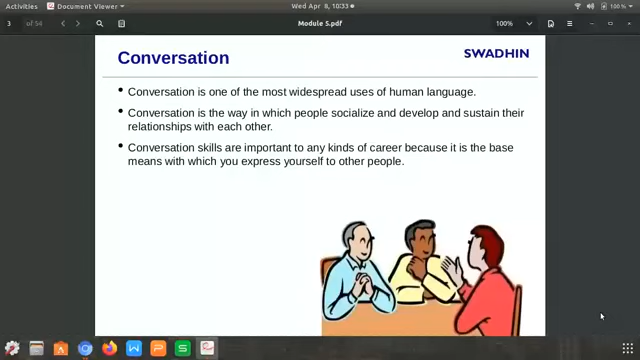 Activities
Document Viewer
Wed Apr 8, 10:33
100 %
3 of 54
Module 5.pdf
100%
Conversation
SWADHIN
• Conversation is one of the most widespread uses of human language.
• Conversation is the way in which people socialize and develop and sustain their
relationships with each other.
• Conversation skills are important to any kinds of career because it is the base
means with which you express yourself to other people.